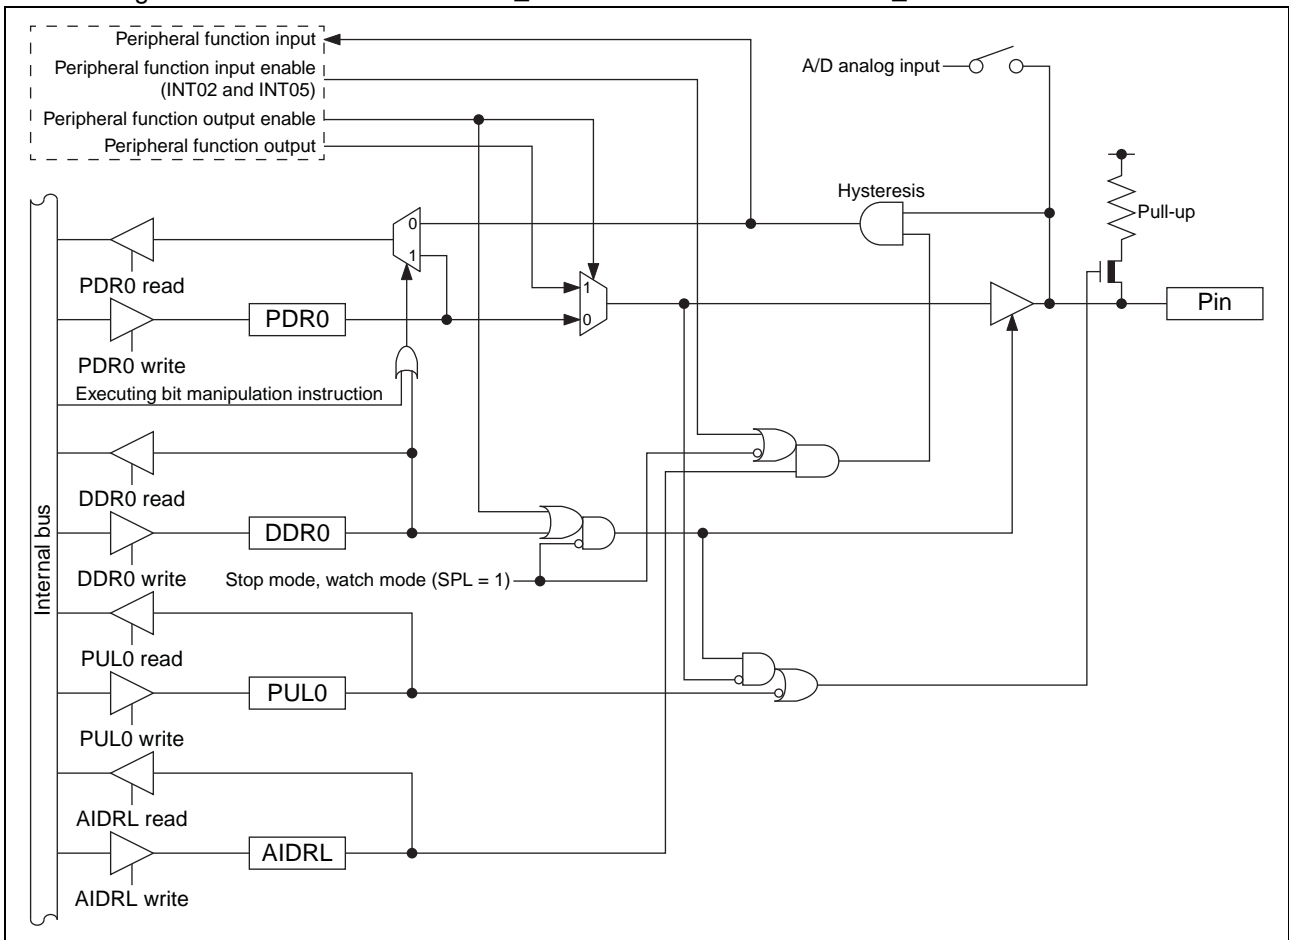 Peripheral function input
Peripheral function input enable
(INT02 and INT05)
Peripheral function output enable
Peripheral function output
A/D analog input
Hysteresis
Pull-up
0
1
PDR0 read
1
Pin
PDR0
0
PDR0 write
Executing bit manipulation instruction
DDR0 read
Internal bus
DDR0
DDR0 write
Stop mode, watch mode (SPL = 1)
PUL0 read
PUL0
PUL0 write
AIDRL read
AIDRL
AIDRL write